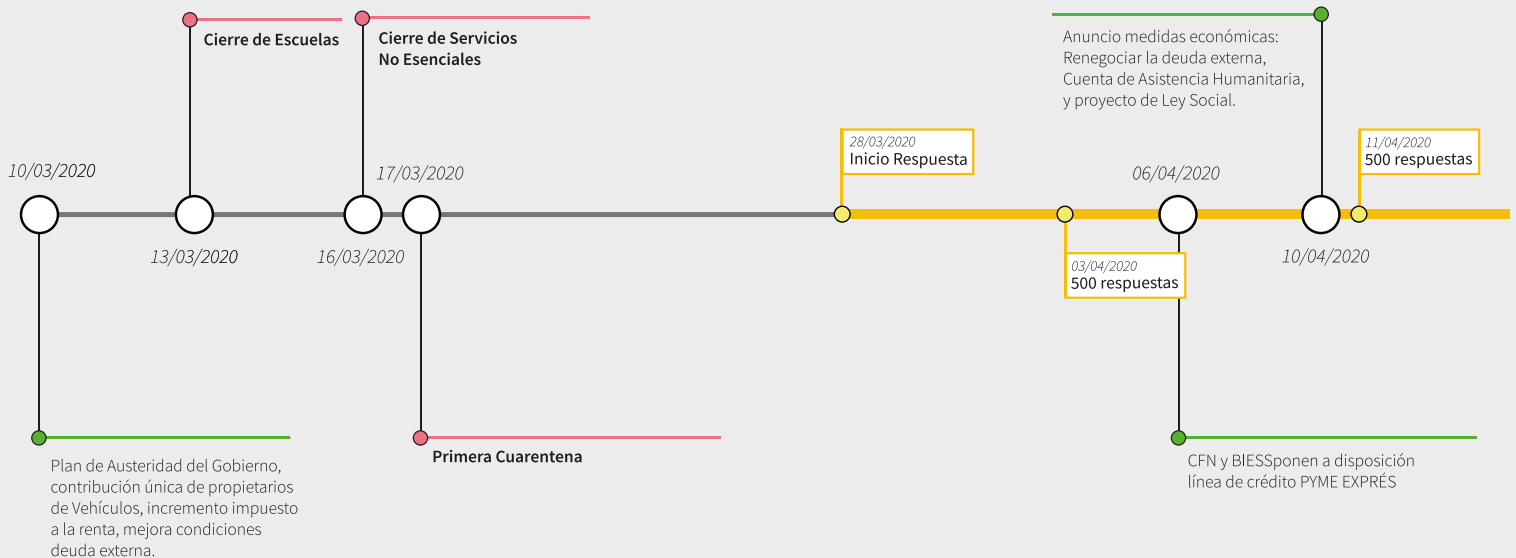 Cierre de Escuelas
Cierre de Servicios
No Esenciales
Anuncio medidas económicas:
Renegociar la deuda externa,
Cuenta de Asistencia Humanitaria,
y proyecto de Ley Social.
28/03/2020
Inicio Respuesta
11/04/2020
500 respuestas
10/03/2020
17/03/2020
06/04/2020
13/03/2020
16/03/2020
10/04/2020
03/04/2020
500 respuestas
Plan de Austeridad del Gobierno,
contribución única de propietarios
de Vehículos, incremento impuesto
a la renta, mejora condiciones
deuda externa.
Primera Cuarentena
CFN y BIESSponen a disposición
línea de crédito PYME EXPRÉS